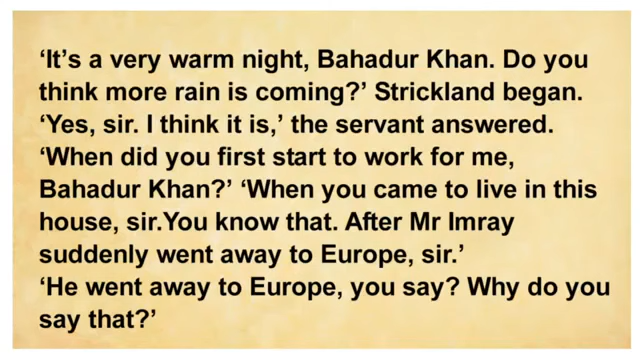 ‘It’s a very warm night, Bahadur Khan. Do you
think more rain is coming?’ Strickland began.
‘Yes, sir. I think it is,’ the servant answered.
‘When did you first start to work for me,
Bahadur Khan?’ ‘When you came to live in this
house, sir.You know that. After Mr Imray
suddenly went away to Europe, sir.’
‘He went away to Europe, you say? Why do you
say that?’